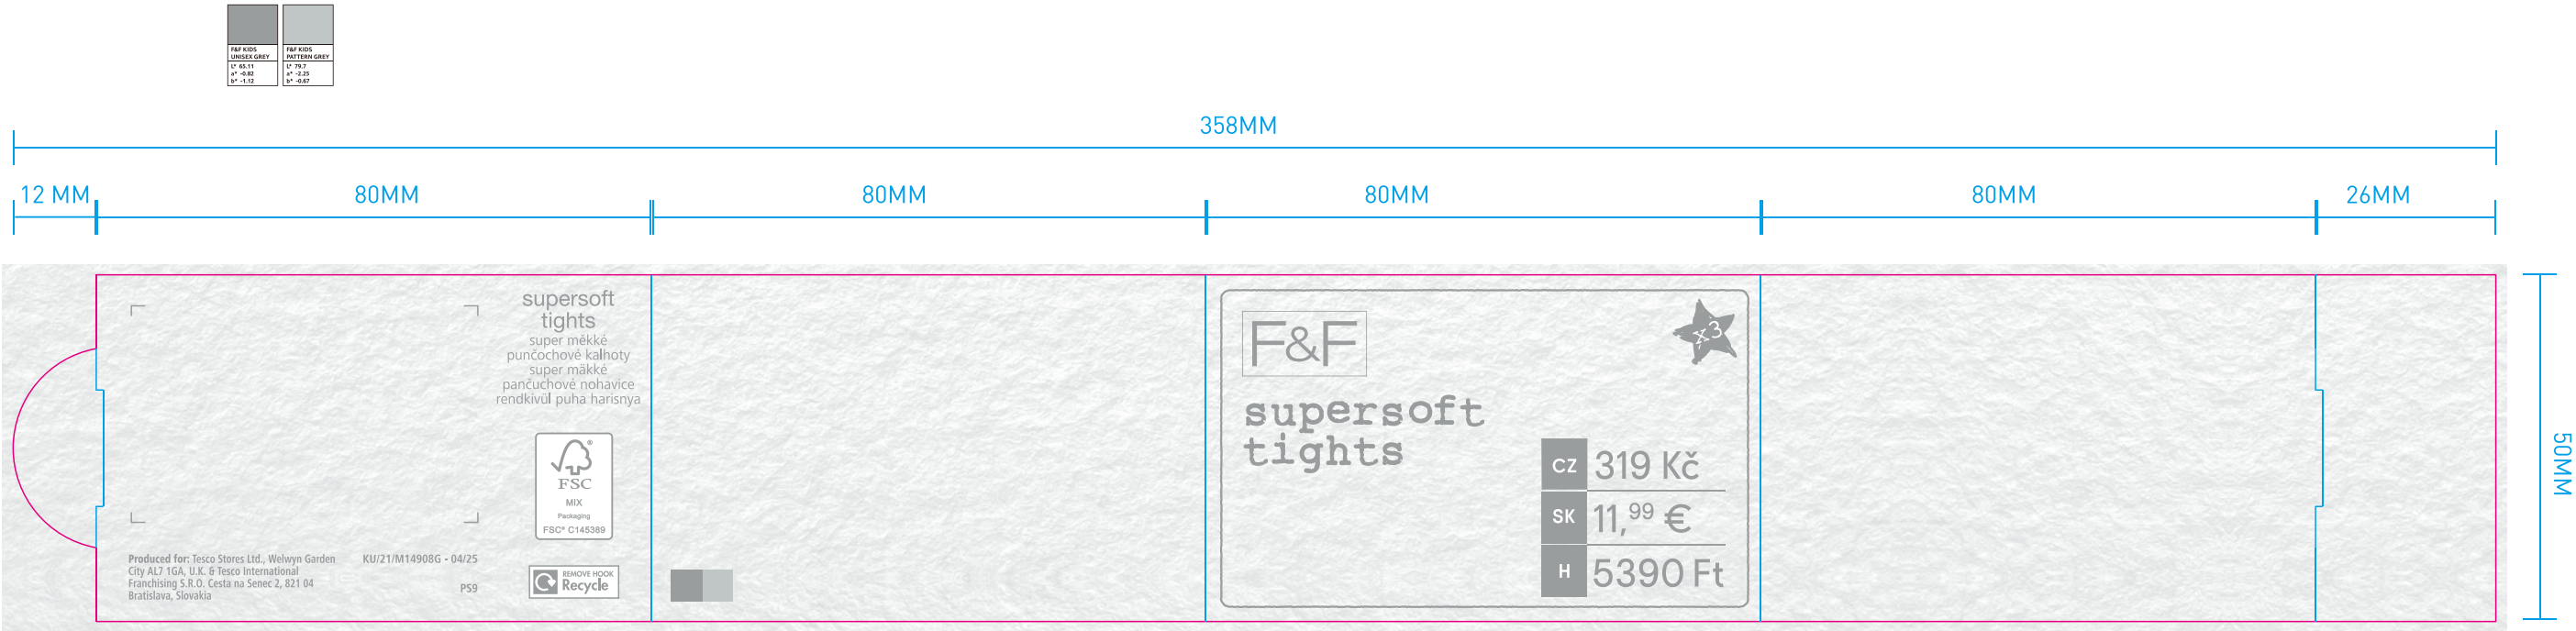 F&F KIDS
UNISEX GREY
L* 65.11
a* -0.82
b* -1.12
F&F KIDS
PATTERN GREY
L* 79.7
a* -2.25
b* -0.67
358MM
12 MM
80MM
80MM
80MM
80MM
26MM
50MM
supersoft
tights
super měkké
punčochové kalhoty
super mäkké
pančuchové nohavice
rendkívül puha harisnya
FSC
MIX
Packaging
FSC® C145389
Produced for: Tesco Stores Ltd., Welwyn Garden
City AL7 1GA, U.K. & Tesco International
Franchising S.R.O. Cesta na Senec 2, 821 04
Bratislava, Slovakia
KU/21/M14908G - 04/25
PS9
REMOVE HOOK
Recycle
F&F
x3
supersoft
tights
CZ 319 Kč
SK 11,99 €
H 5390 Ft